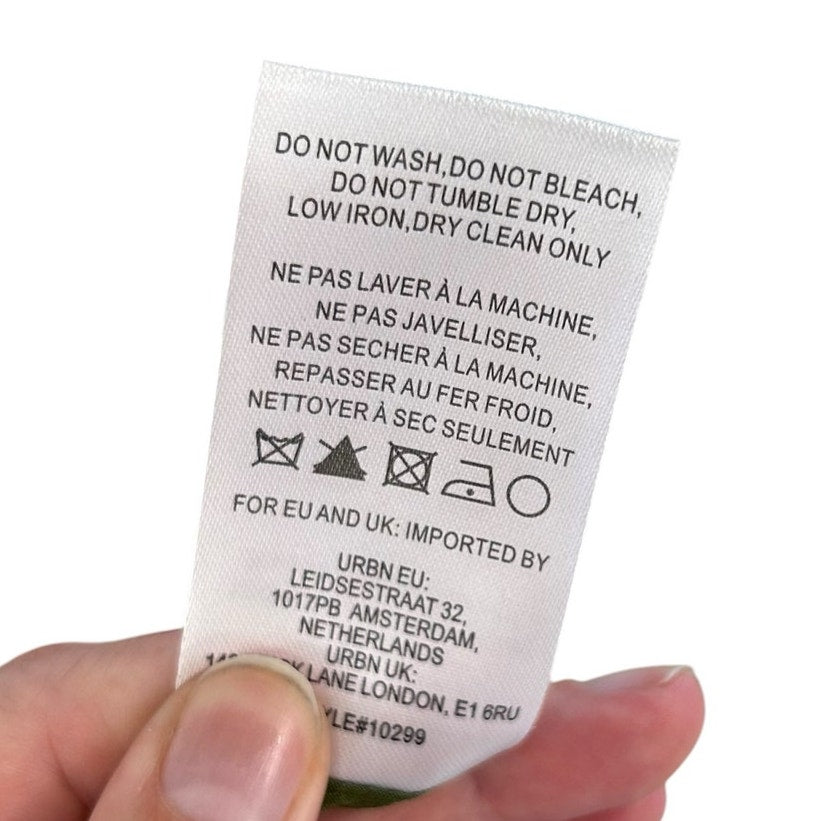 DO NOT WASH,DO NOT BLEACH,
DO NOT TUMBLE DRY,
LOW IRON,DRY CLEAN ONLY
NE PAS LAVER À LA MACHINE,
NE PAS JAVELLISER,
NE PAS SECHER À LA MACHINE,
REPASSER AU FER FROID,
NETTOYER À SEC SEULEMENT
FOR EU AND UK: IMPORTED BY
URBN EU:
LEIDSESTRAAT 32,
1017PB AMSTERDAM,
NETHERLANDS
URBN UK:
LANE LONDON, E1 6RU